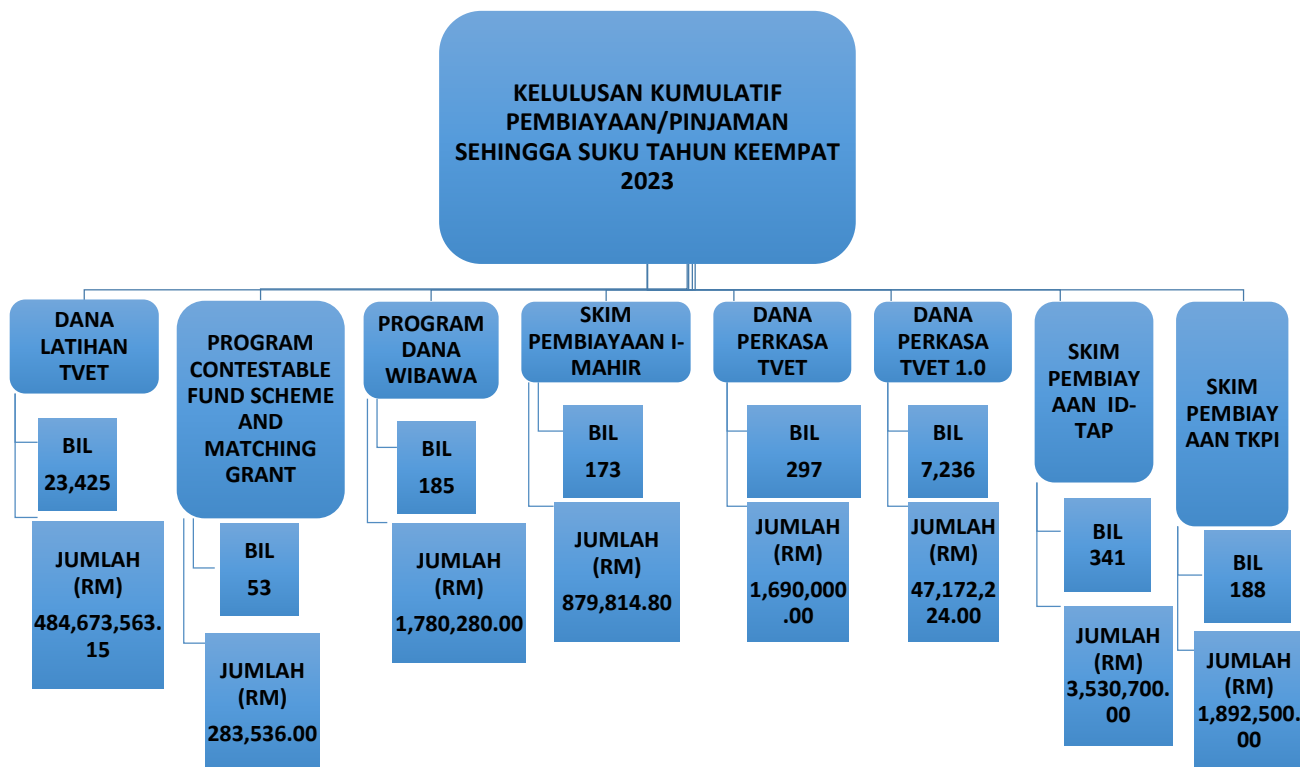 KELULUSAN KUMULATIF
PEMBIAYAAN/PINJAMAN
SEHINGGA SUKU TAHUN KEEMPAT
2023
DANA
LATIHAN
TVET
BIL
23,425
JUMLAH
(RM)
484,673,563.
15
PROGRAM
CONTESTABLE
FUND SCHEME
AND
MATCHING
GRANT
BIL
53
JUMLAH
(RM)
283,536.00
PROGRAM
DANA
WIBAWA
BIL
185
JUMLAH
(RM)
1,780,280.00
SKIM
PEMBIAYAAN I-
MAHIR
BIL
173
JUMLAH
(RM)
879,814.80
DANA
PERKASA
TVET
BIL
297
JUMLAH
(RM)
1,690,000
.00
DANA
PERKASA
TVET 1.0
BIL
7,236
JUMLAH
(RM)
47,172,2
24.00
SKIM
PEMBIAY
AAN ID-
TAP
BIL
341
JUMLAH
(RM)
3,530,700.
00
SKIM
PEMBIAY
AAN TKPI
BIL
188
JUMLAH
(RM)
1,892,500.
00